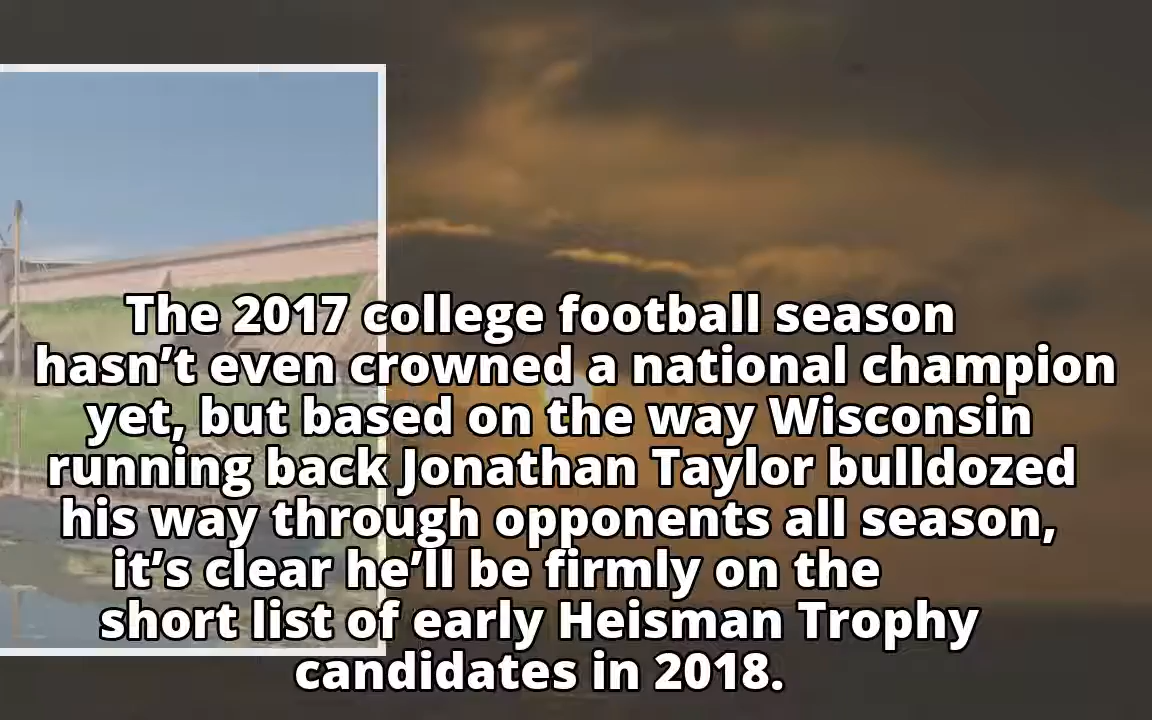 The 2017 college football season
hasn’t even crowned a national champion
yet, but based on the way Wisconsin
running back Jonathan Taylor bulldozed
his way through opponents all season,
it’s clear he’ll be firmly on the
short list of early Heisman Trophy
candidates in 2018.